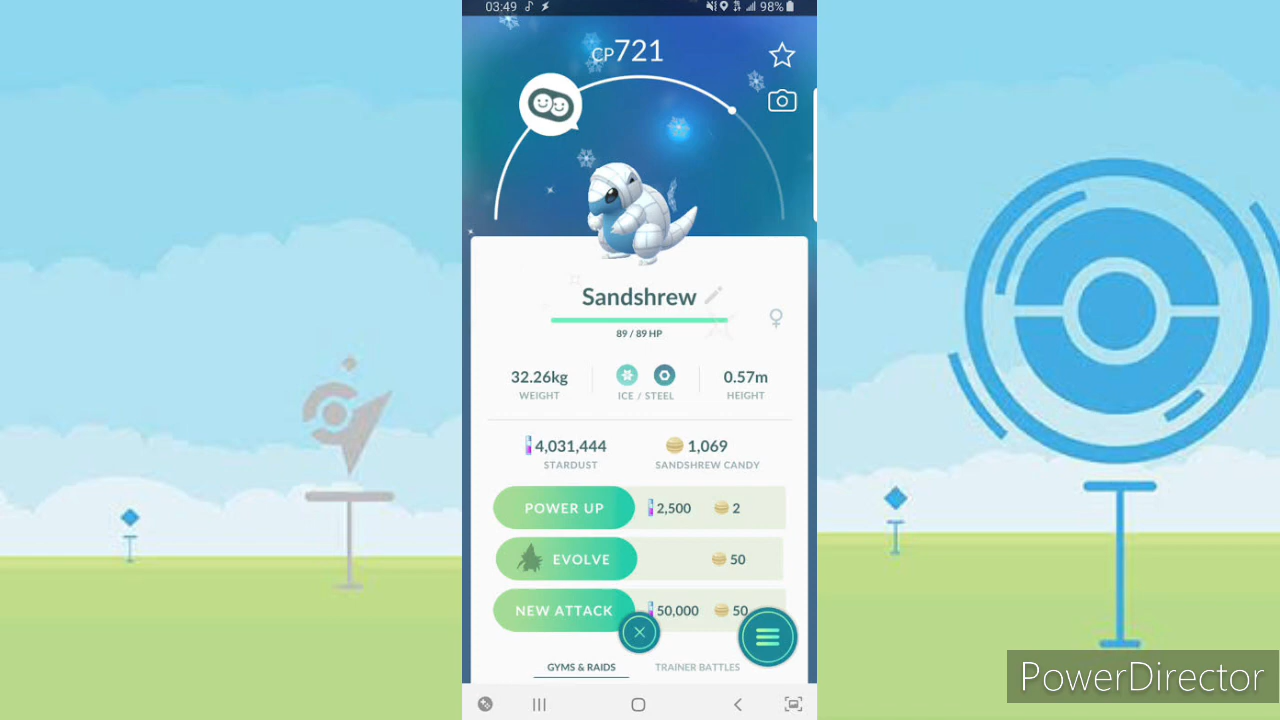 03:49 98%
CP721
Sandshrew
89 / 89 HP
32.26kg 0.57m
WEIGHT ICE / STEEL HEIGHT
4,031,444 1,069
STARDUST SANDSHREW CANDY
POWER UP 2,500 2
EVOLVE 50
NEW ATTACK 50,000 50
GYMS & RAIDS TRAINER BATTLES
PowerDirector